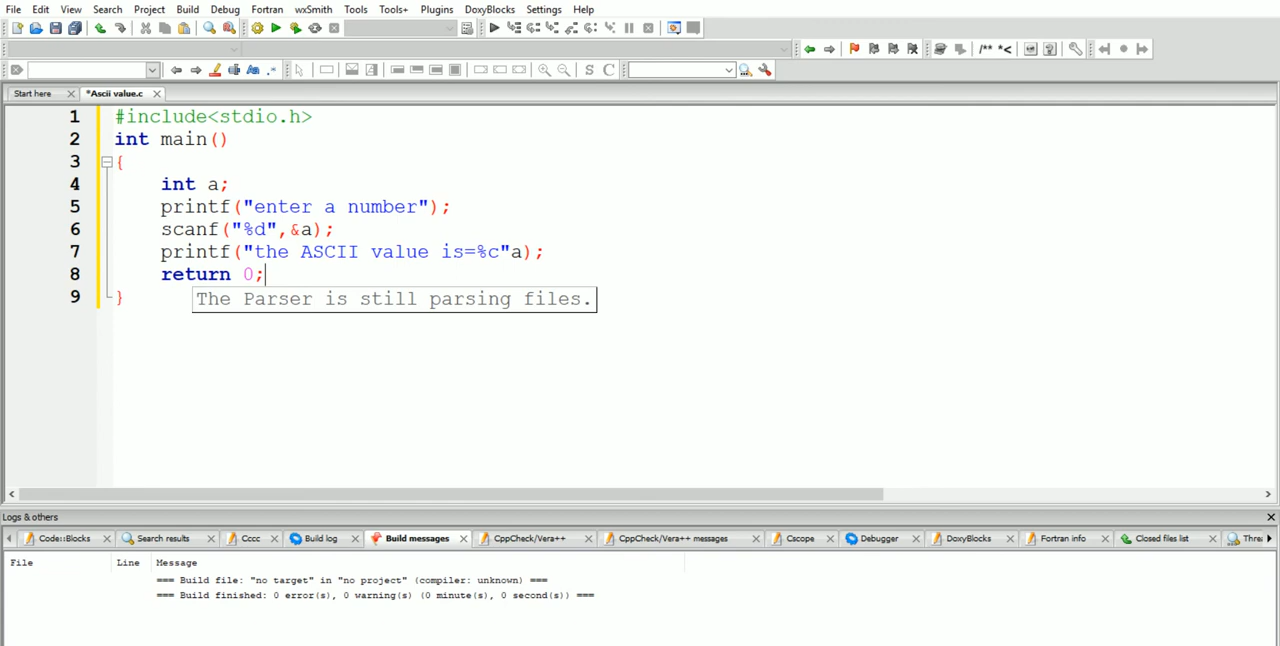 File Edit View Search Project Build Debug Fortran wxSmith Tools Tools+ Plugins DoxyBlocks Settings Help
/** *<
S C
Start here *Ascii value.c
1 #include<stdio.h>
2 int main()
3 {
4 int a;
5 printf("enter a number");
6 scanf("%d",&a);
7 printf("the ASCII value is=%c"a);
8 return 0;
The Parser is still parsing files.
9 }
Logs & others
Code::Blocks Search results Cccc Build log Build messages CppCheck/Vera++ CppCheck/Vera++ messages Cscope Debugger DoxyBlocks Fortran info Closed files list Threa
File Line Message
=== Build file: "no target" in "no project" (compiler: unknown) ===
=== Build finished: 0 error(s), 0 warning(s) (0 minute(s), 0 second(s)) ===